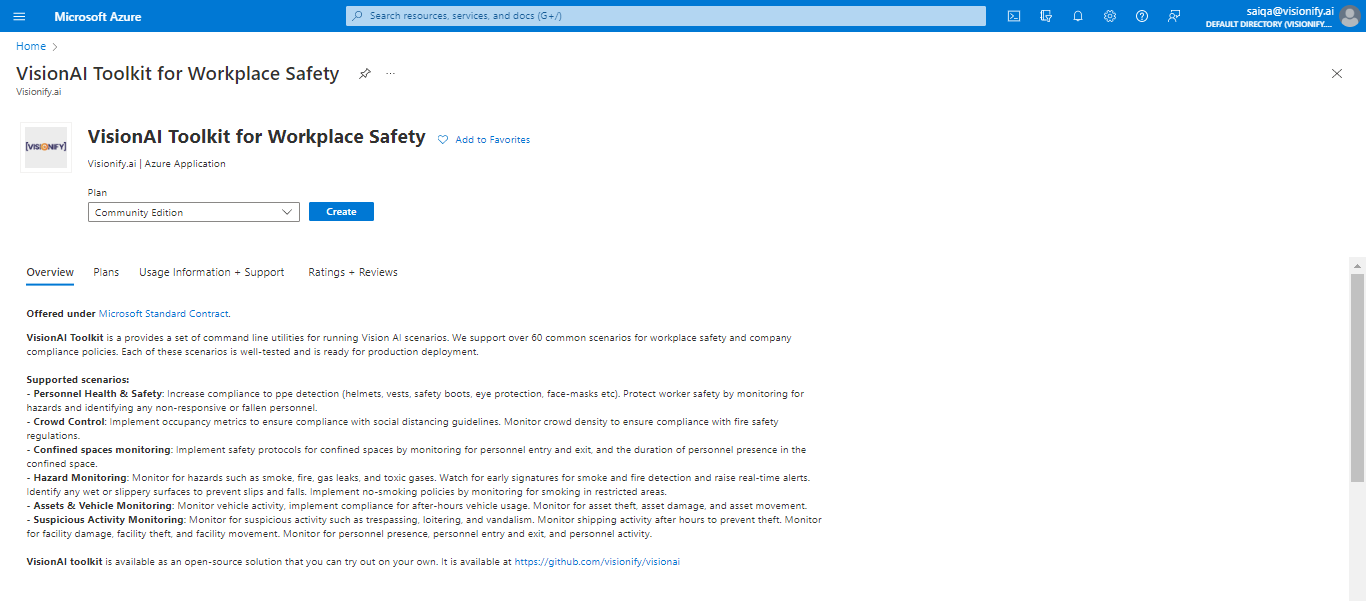 Microsoft Azure
Search resources, services, and docs (G+/)
saiqa@visionify.ai
DEFAULT DIRECTORY (VISIONIFY....
Home
VisionAI Toolkit for Workplace Safety
...
Visionify.ai
[VISIONIFY]
VisionAI Toolkit for Workplace Safety
Add to Favorites
Visionify.ai | Azure Application
Plan
Community Edition
Create
Overview Plans Usage Information + Support Ratings + Reviews
Offered under Microsoft Standard Contract.
VisionAI Toolkit is a provides a set of command line utilities for running Vision AI scenarios. We support over 60 common scenarios for workplace safety and company
compliance policies. Each of these scenarios is well-tested and is ready for production deployment.
Supported scenarios:
- Personnel Health & Safety: Increase compliance to ppe detection (helmets, vests, safety boots, eye protection, face-masks etc). Protect worker safety by monitoring for
hazards and identifying any non-responsive or fallen personnel.
- Crowd Control: Implement occupancy metrics to ensure compliance with social distancing guidelines. Monitor crowd density to ensure compliance with fire safety
regulations.
- Confined spaces monitoring: Implement safety protocols for confined spaces by monitoring for personnel entry and exit, and the duration of personnel presence in the
confined space.
- Hazard Monitoring: Monitor for hazards such as smoke, fire, gas leaks, and toxic gases. Watch for early signatures for smoke and fire detection and raise real-time alerts.
Identify any wet or slippery surfaces to prevent slips and falls. Implement no-smoking policies by monitoring for smoking in restricted areas.
- Assets & Vehicle Monitoring: Monitor vehicle activity, implement compliance for after-hours vehicle usage. Monitor for asset theft, asset damage, and asset movement.
- Suspicious Activity Monitoring: Monitor for suspicious activity such as trespassing, loitering, and vandalism. Monitor shipping activity after hours to prevent theft. Monitor
for facility damage, facility theft, and facility movement. Monitor for personnel presence, personnel entry and exit, and personnel activity.
VisionAI toolkit is available as an open-source solution that you can try out on your own. It is available at https://github.com/visionify/visionai